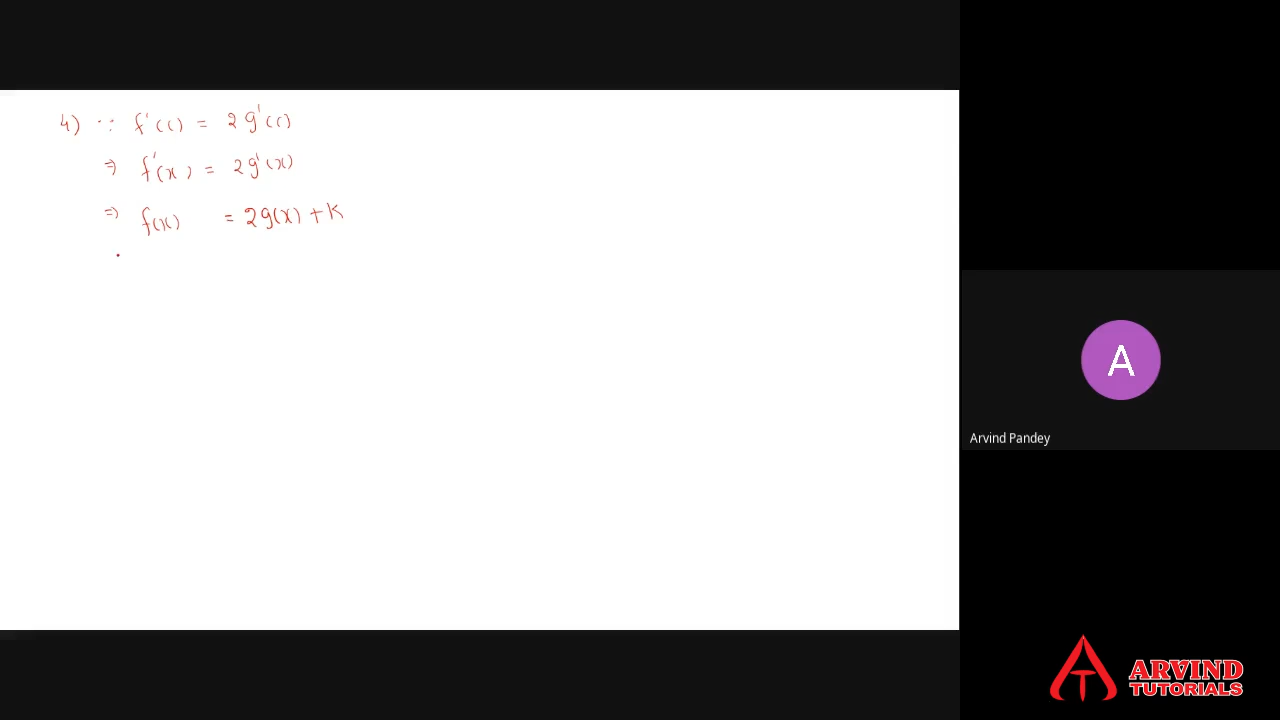 4) ∵ f'(c) = 2g'(c)
⇒ f'(x) = 2g'(x)
⇒ f(x) = 2g(x) + K
A
Arvind Pandey
ARVIND
TUTORIALS